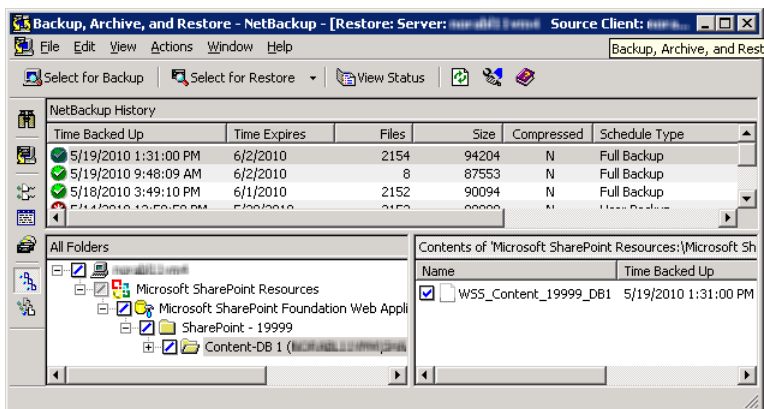 Backup, Archive, and Restore - NetBackup - [Restore: Server: Source Client:
File Edit View Actions Window Help
Backup, Archive, and Rest
Select for Backup Select for Restore View Status
NetBackup History
Time Backed Up Time Expires Files Size Compressed Schedule Type
5/19/2010 1:31:00 PM 6/2/2010 2154 94204 N Full Backup
5/19/2010 9:48:09 AM 6/2/2010 8 87553 N Full Backup
5/18/2010 3:49:10 PM 6/1/2010 2152 90094 N Full Backup
All Folders
Contents of 'Microsoft SharePoint Resources:\Microsoft Sh
Name Time Backed Up
Microsoft SharePoint Resources
WSS_Content_19999_DB1 5/19/2010 1:31:00 PM
Microsoft SharePoint Foundation Web Appli
SharePoint - 19999
Content-DB 1 (